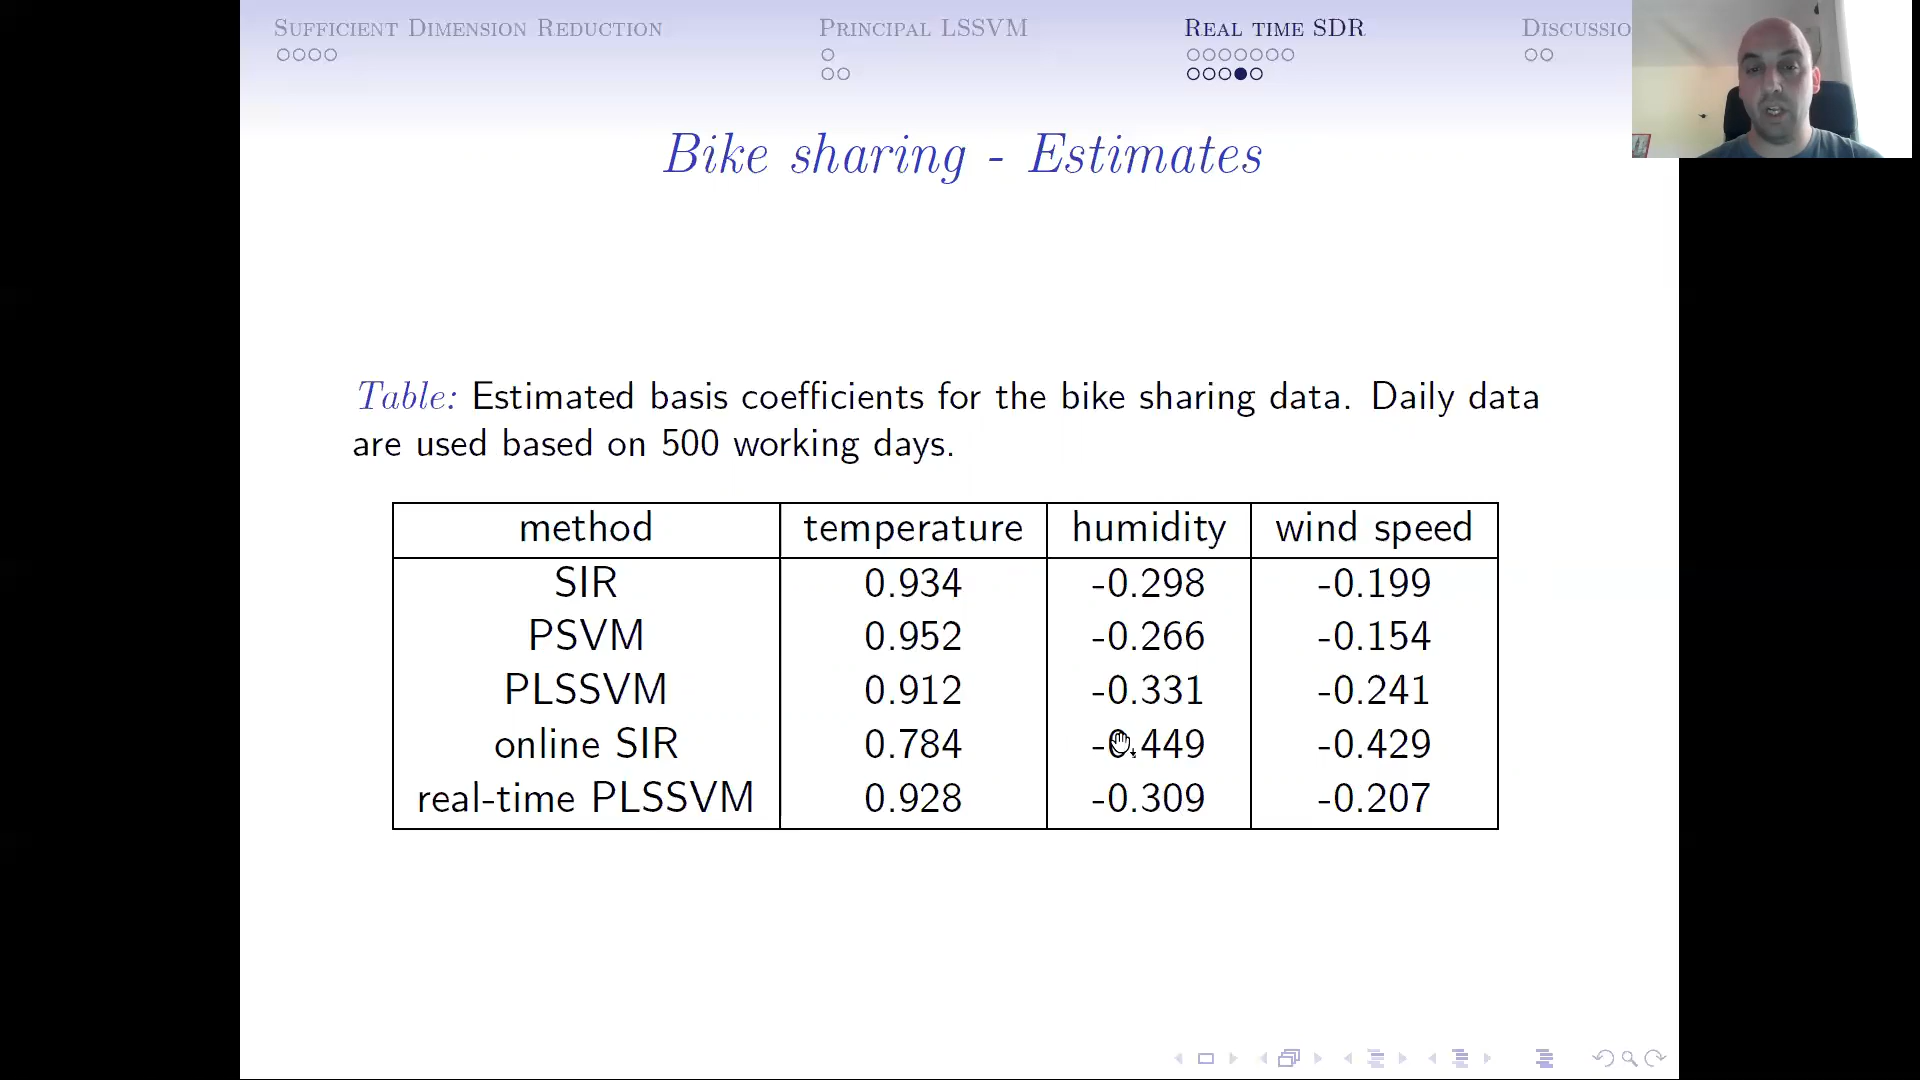 Sufficient Dimension Reduction
Principal LSSVM
Real time SDR
Discussio
Bike sharing - Estimates
Table: Estimated basis coefficients for the bike sharing data. Daily data
are used based on 500 working days.
method temperature humidity wind speed
SIR 0.934 -0.298 -0.199
PSVM 0.952 -0.266 -0.154
PLSSVM 0.912 -0.331 -0.241
online SIR 0.784 -0.449 -0.429
real-time PLSSVM 0.928 -0.309 -0.207